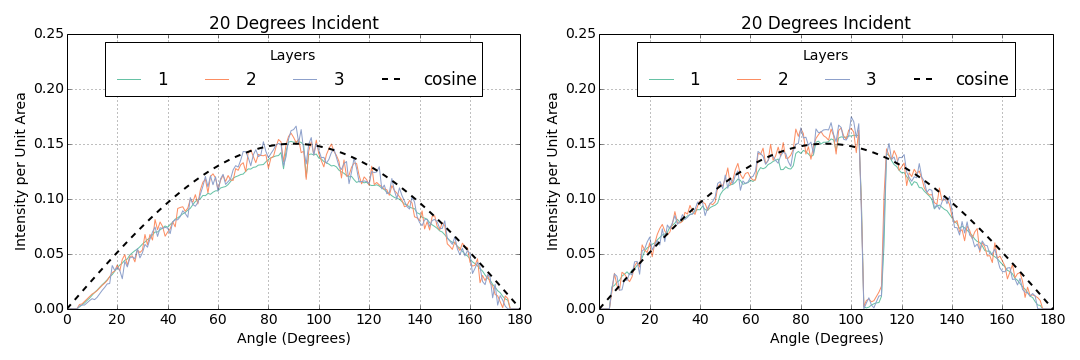 20 Degrees Incident
Intensity per Unit Area
0.25
0.20
0.15
0.10
0.05
0.00
Layers
1 2 3 cosine
0 20 40 60 80 100 120 140 160 180
Angle (Degrees)
20 Degrees Incident
Intensity per Unit Area
0.25
0.20
0.15
0.10
0.05
0.00
Layers
1 2 3 cosine
0 20 40 60 80 100 120 140 160 180
Angle (Degrees)